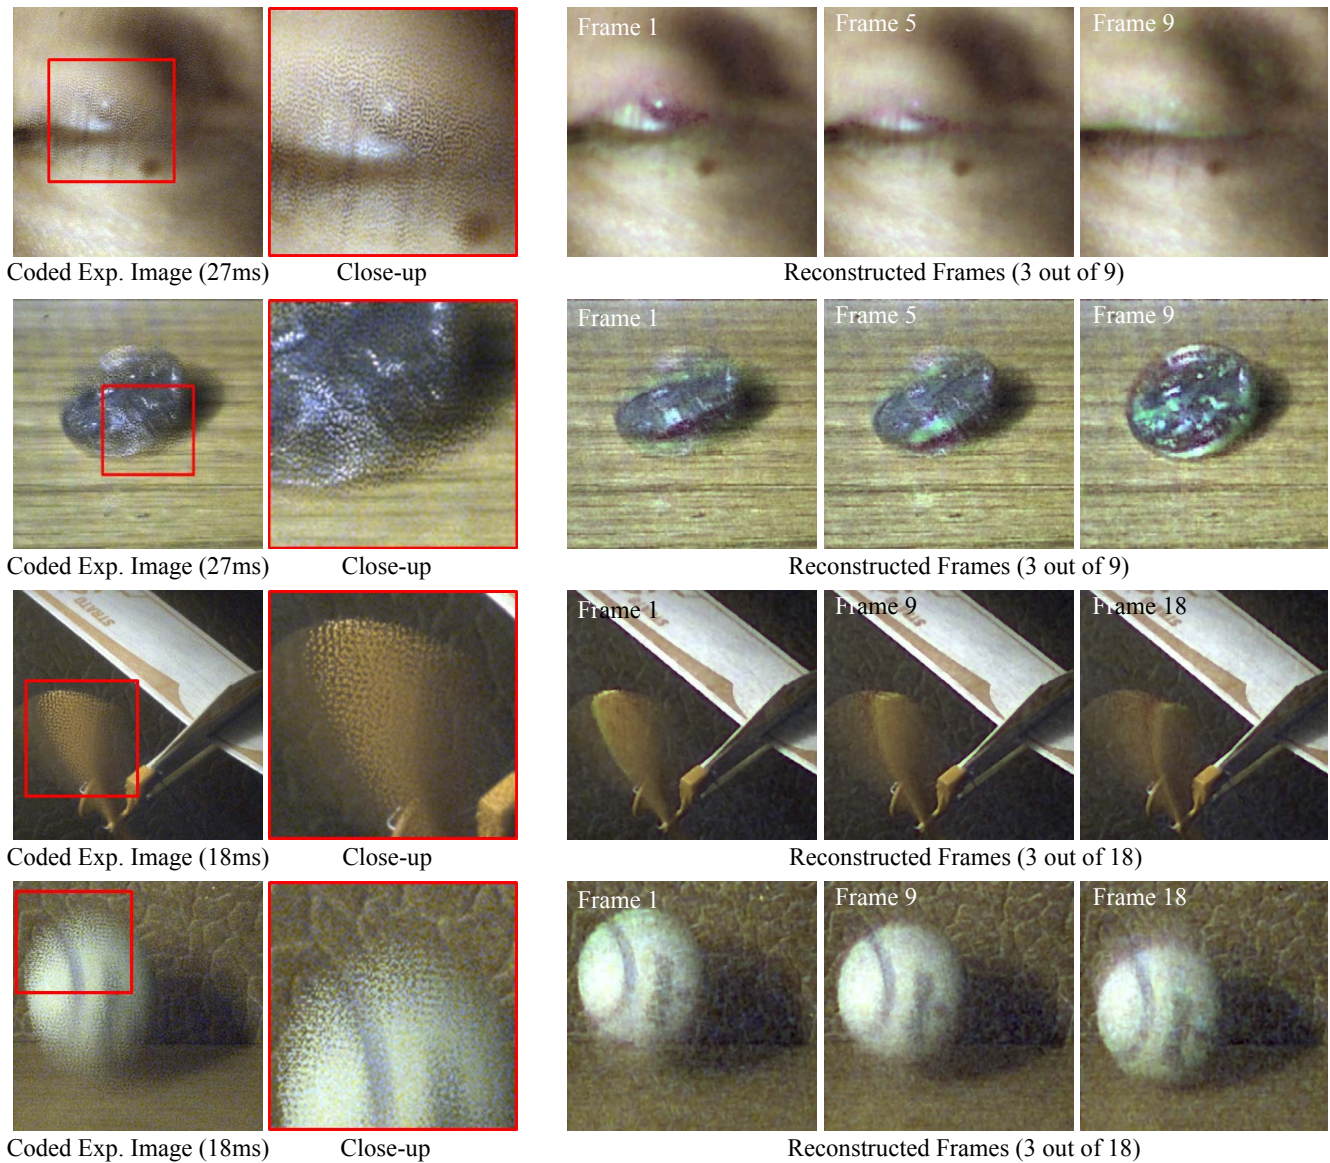 Frame 1
Frame 5
Frame 9
Coded Exp. Image (27ms)
Close-up
Reconstructed Frames (3 out of 9)
Frame 1
Frame 5
Frame 9
Coded Exp. Image (27ms)
Close-up
Reconstructed Frames (3 out of 9)
STRATO
Frame 1
Frame 9
Frame 18
Coded Exp. Image (18ms)
Close-up
Reconstructed Frames (3 out of 18)
Frame 1
Frame 9
Frame 18
Coded Exp. Image (18ms)
Close-up
Reconstructed Frames (3 out of 18)